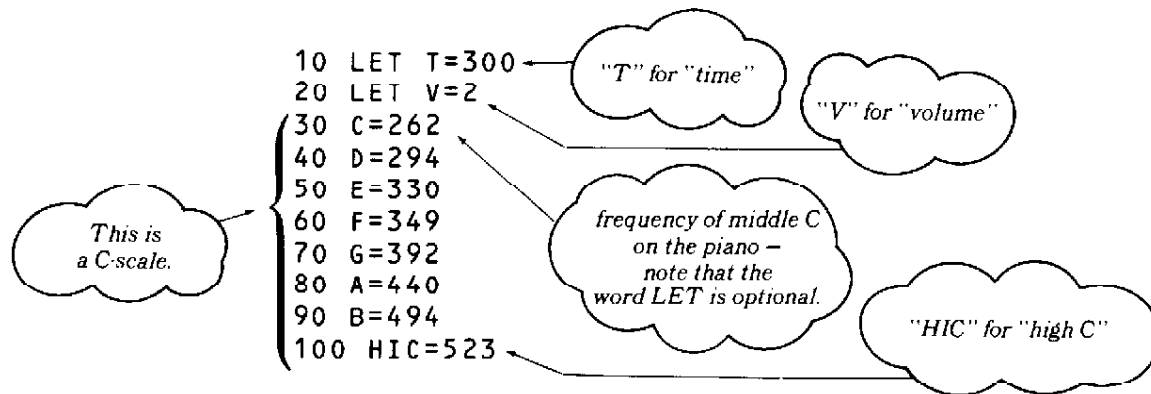 10 LET T=300
20 LET V=2
30 C=262
40 D=294
50 E=330
60 F=349
70 G=392
80 A=440
90 B=494
100 HIC=523
"T" for "time"
"V" for "volume"
This is
a C-scale.
frequency of middle C
on the piano –
note that the
word LET is optional.
"HIC" for "high C"